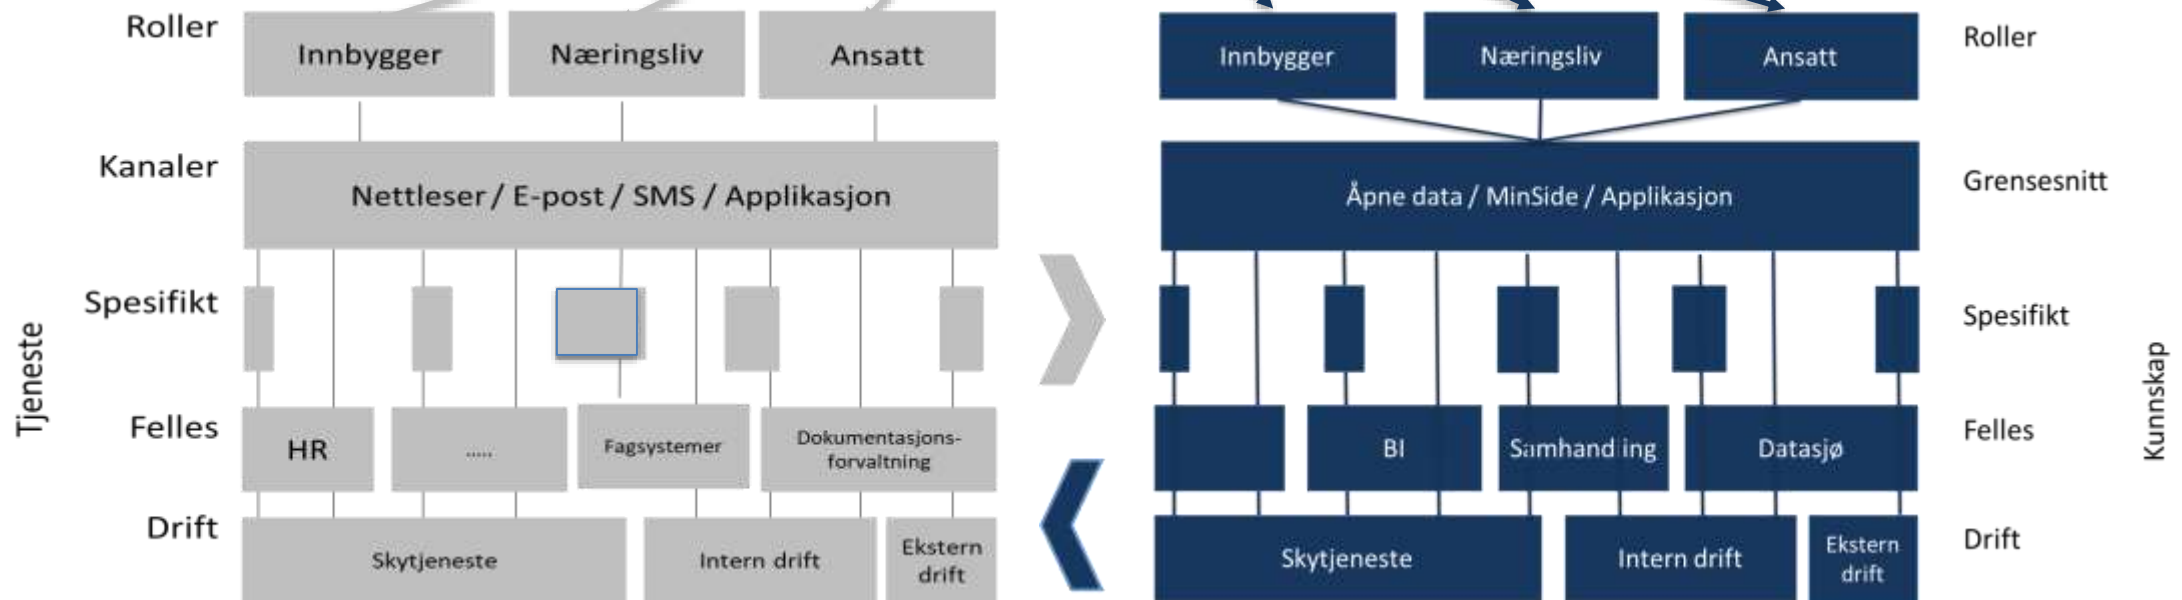 Roller
Innbygger
Næringsliv
Ansatt
Kanaler
Nettleser / E-post / SMS / Applikasjon
Spesifikt
Tjeneste
Felles
HR
.....
Fagsystemer
Dokumentasjons-
forvaltning
Drift
Skytjeneste
Intern drift
Ekstern
drift
Innbygger
Næringsliv
Ansatt
Roller
Åpne data / MinSide / Applikasjon
Grensesnitt
Spesifikt
Kunnskap
BI
Samhandling
Datasjø
Felles
Skytjeneste
Intern drift
Ekstern
drift
Drift